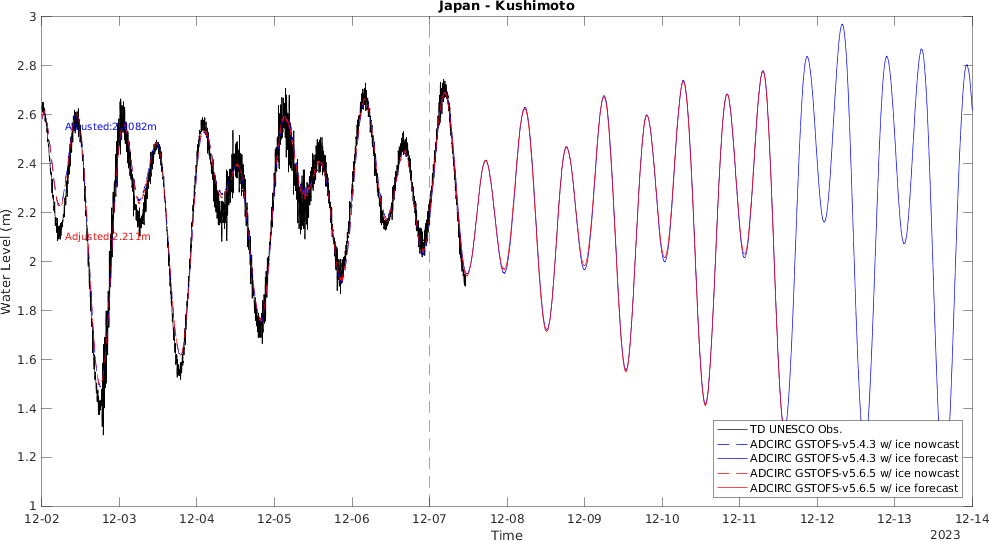 Japan - Kushimoto
Water Level (m)
3
2.8
2.6
2.4
2.2
2
1.8
1.6
1.4
1.2
1
Adjusted:2.1082m
Adjusted:2.211m
TD UNESCO Obs.
ADCIRC GSTOFS-v5.4.3 w/ ice nowcast
ADCIRC GSTOFS-v5.4.3 w/ ice forecast
ADCIRC GSTOFS-v5.6.5 w/ ice nowcast
ADCIRC GSTOFS-v5.6.5 w/ ice forecast
12-02 12-03 12-04 12-05 12-06 12-07 12-08 12-09 12-10 12-11 12-12 12-13 12-14
Time
2023